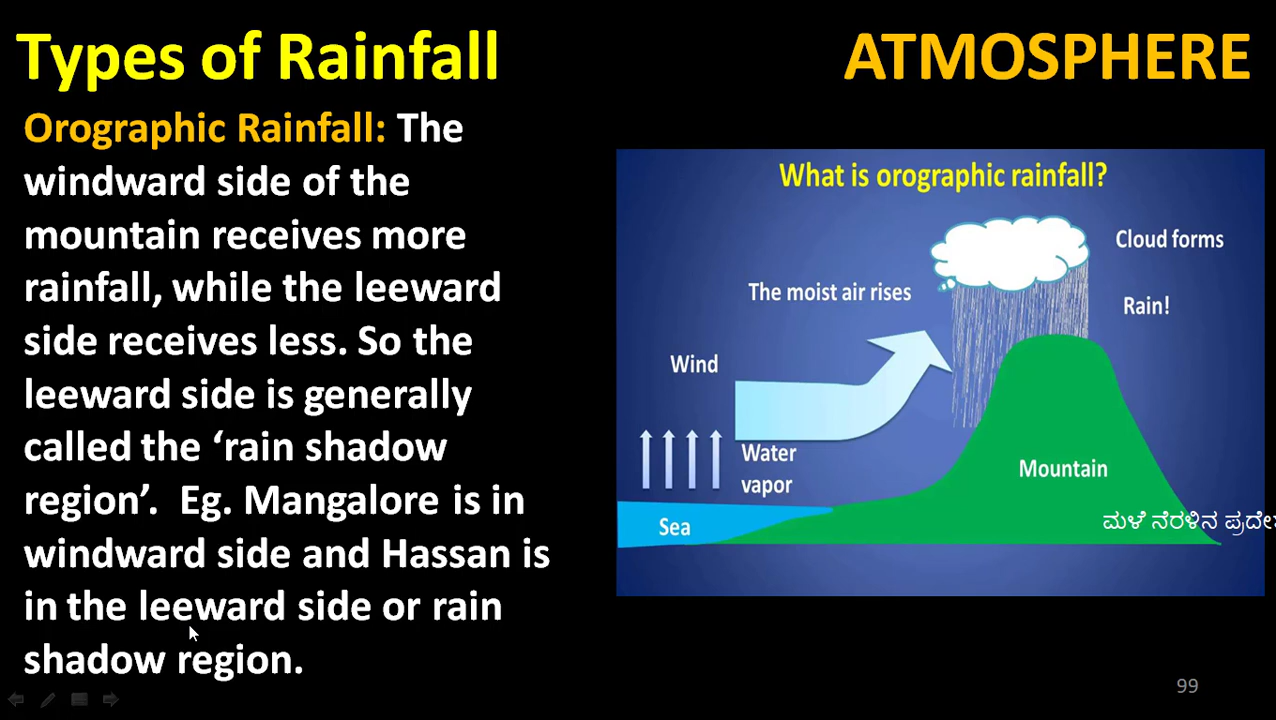 Types of Rainfall
ATMOSPHERE
Orographic Rainfall: The
windward side of the
mountain receives more
rainfall, while the leeward
side receives less. So the
leeward side is generally
called the ‘rain shadow
region’. Eg. Mangalore is in
windward side and Hassan is
in the leeward side or rain
shadow region.
What is orographic rainfall?
Cloud forms
The moist air rises
Rain!
Wind
Water
vapor
Mountain
Sea
ಮಳೆ ನೆರಳಿನ
99